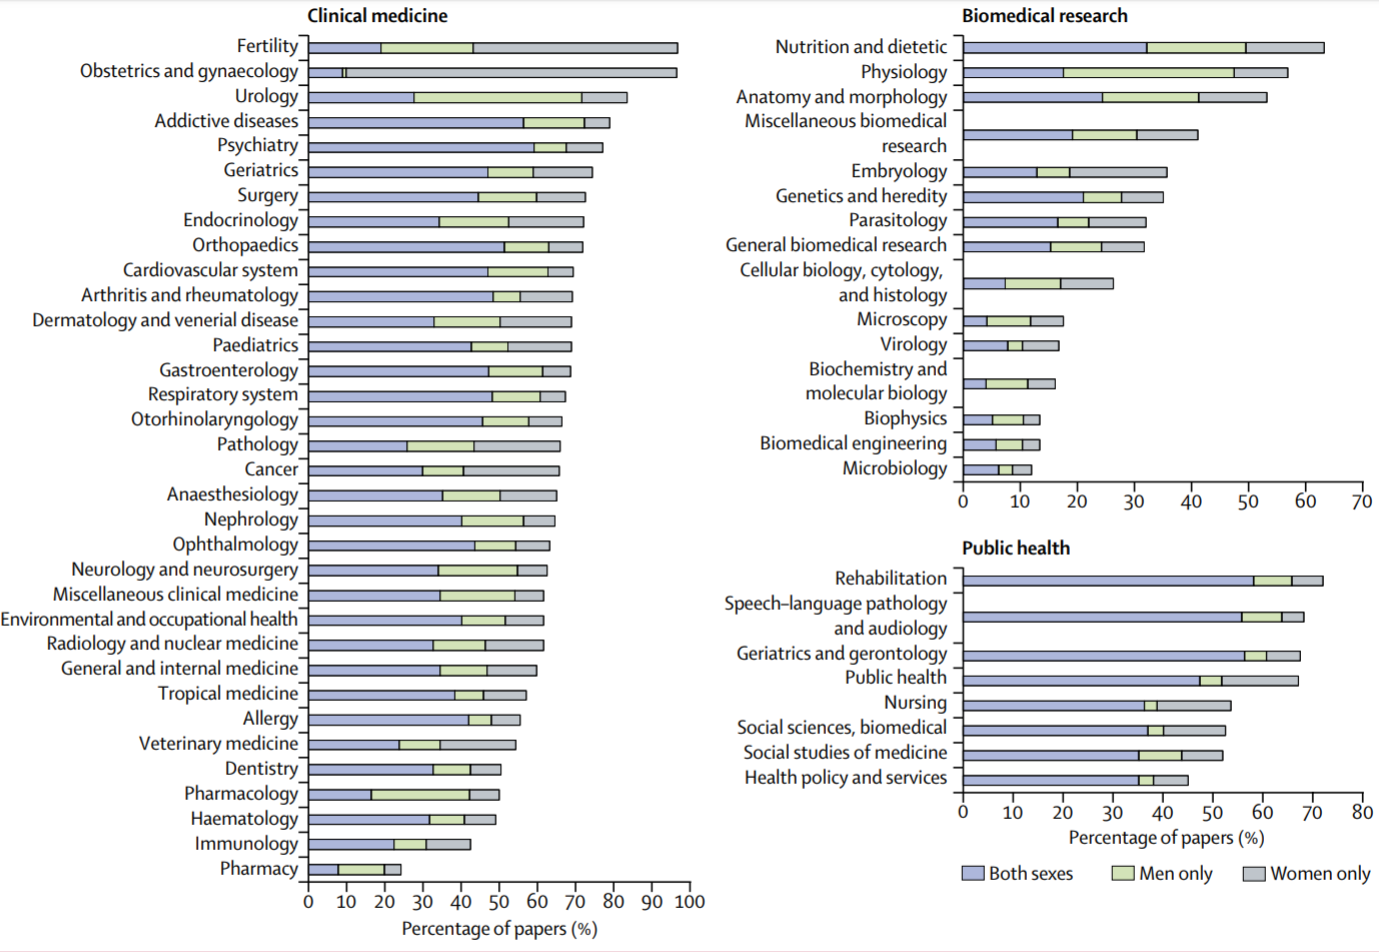 Clinical medicine
Fertility
Obstetrics and gynaecology
Urology
Addictive diseases
Psychiatry
Geriatrics
Surgery
Endocrinology
Orthopaedics
Cardiovascular system
Arthritis and rheumatology
Dermatology and venerial disease
Paediatrics
Gastroenterology
Respiratory system
Otorhinolaryngology
Pathology
Cancer
Anaesthesiology
Nephrology
Ophthalmology
Neurology and neurosurgery
Miscellaneous clinical medicine
Environmental and occupational health
Radiology and nuclear medicine
General and internal medicine
Tropical medicine
Allergy
Veterinary medicine
Dentistry
Pharmacology
Haematology
Immunology
Pharmacy
0 10 20 30 40 50 60 70 80 90 100
Percentage of papers (%)
Biomedical research
Nutrition and dietetic
Physiology
Anatomy and morphology
Miscellaneous biomedical
research
Embryology
Genetics and heredity
Parasitology
General biomedical research
Cellular biology, cytology,
and histology
Microscopy
Virology
Biochemistry and
molecular biology
Biophysics
Biomedical engineering
Microbiology
0 10 20 30 40 50 60 70
Public health
Rehabilitation
Speech–language pathology
and audiology
Geriatrics and gerontology
Public health
Nursing
Social sciences, biomedical
Social studies of medicine
Health policy and services
0 10 20 30 40 50 60 70 80
Percentage of papers (%)
Both sexes Men only Women only